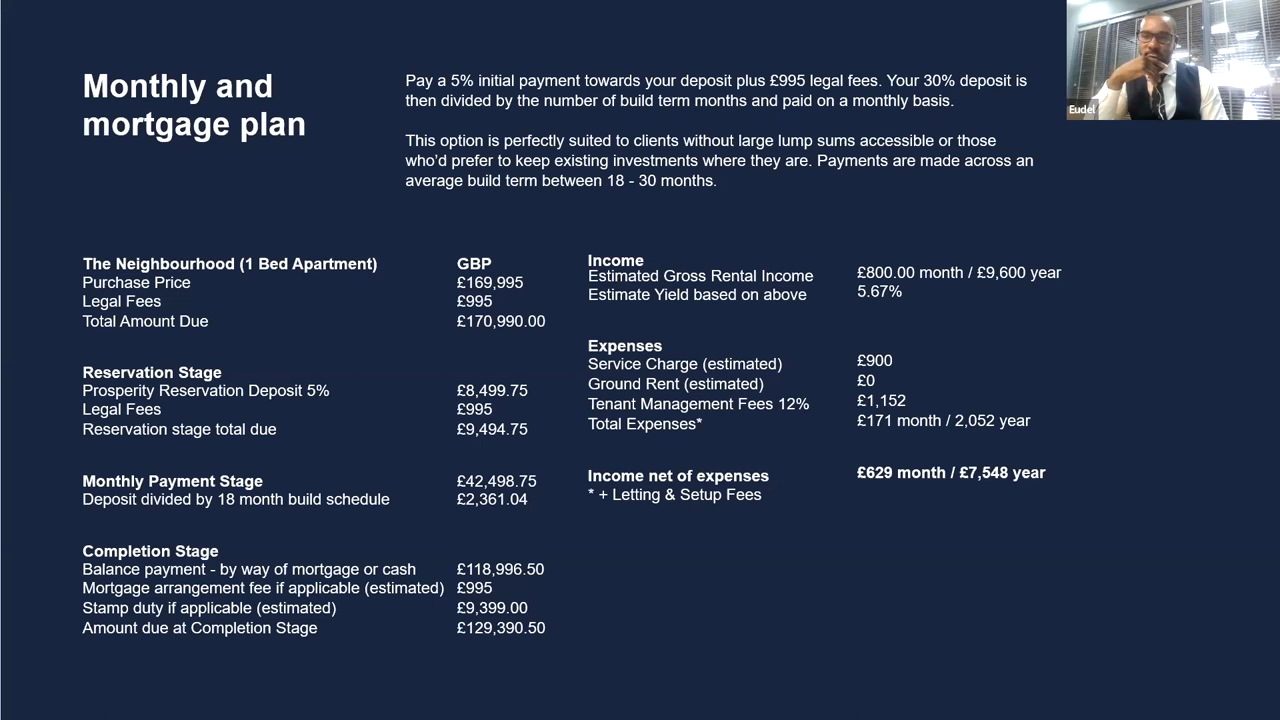 Monthly and
mortgage plan
Pay a 5% initial payment towards your deposit plus £995 legal fees. Your 30% deposit is
then divided by the number of build term months and paid on a monthly basis.
This option is perfectly suited to clients without large lump sums accessible or those
who'd prefer to keep existing investments where they are. Payments are made across an
average build term between 18 - 30 months.
Eudel
The Neighbourhood (1 Bed Apartment) GBP
Purchase Price £169,995
Legal Fees £995
Total Amount Due £170,990.00
Reservation Stage
Prosperity Reservation Deposit 5% £8,499.75
Legal Fees £995
Reservation stage total due £9,494.75
Monthly Payment Stage £42,498.75
Deposit divided by 18 month build schedule £2,361.04
Completion Stage
Balance payment - by way of mortgage or cash £118,996.50
Mortgage arrangement fee if applicable (estimated) £995
Stamp duty if applicable (estimated) £9,399.00
Amount due at Completion Stage £129,390.50
Income
Estimated Gross Rental Income £800.00 month / £9,600 year
Estimate Yield based on above 5.67%
Expenses
Service Charge (estimated) £900
Ground Rent (estimated) £0
Tenant Management Fees 12% £1,152
Total Expenses* £171 month / 2,052 year
Income net of expenses £629 month / £7,548 year
* + Letting & Setup Fees